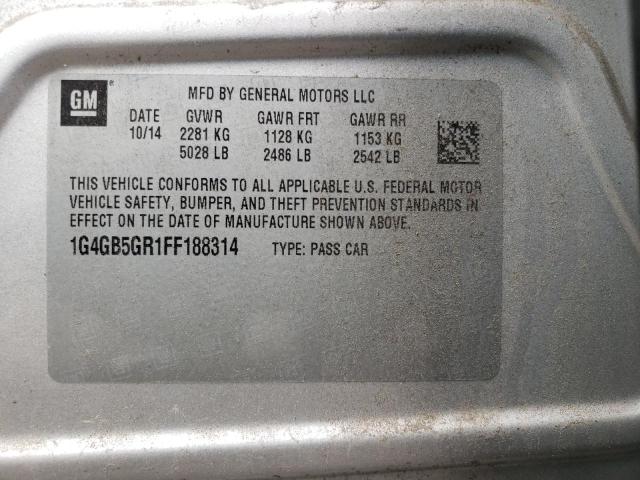 GM
MFD BY GENERAL MOTORS LLC
DATE GVWR GAWR FRT GAWR RR
10/14 2281 KG 1128 KG 1153 KG
5028 LB 2486 LB 2542 LB
THIS VEHICLE CONFORMS TO ALL APPLICABLE U.S. FEDERAL MOTOR
VEHICLE SAFETY, BUMPER, AND THEFT PREVENTION STANDARDS IN
EFFECT ON THE DATE OF MANUFACTURE SHOWN ABOVE.
1G4GB5GR1FF188314 TYPE: PASS CAR